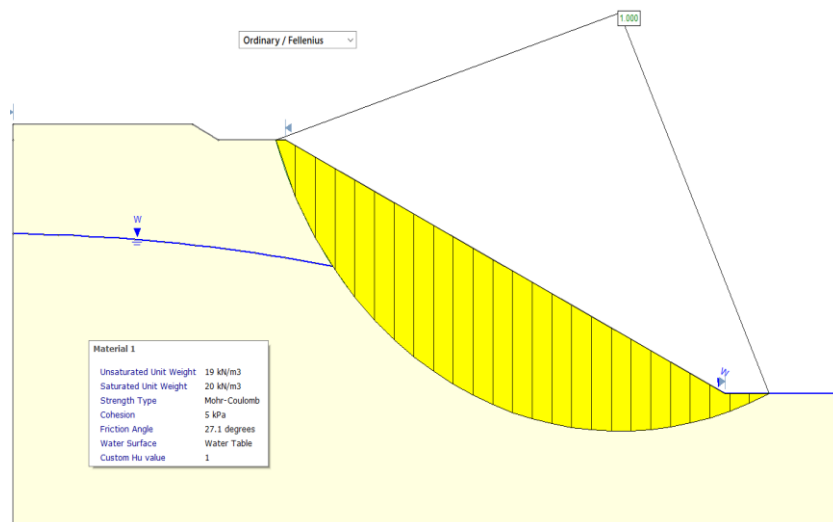 1.000
Ordinary / Fellenius
W
W
Material 1
Unsaturated Unit Weight 19 kN/m3
Saturated Unit Weight 20 kN/m3
Strength Type Mohr-Coulomb
Cohesion 5 kPa
Friction Angle 27.1 degrees
Water Surface Water Table
Custom Hu value 1